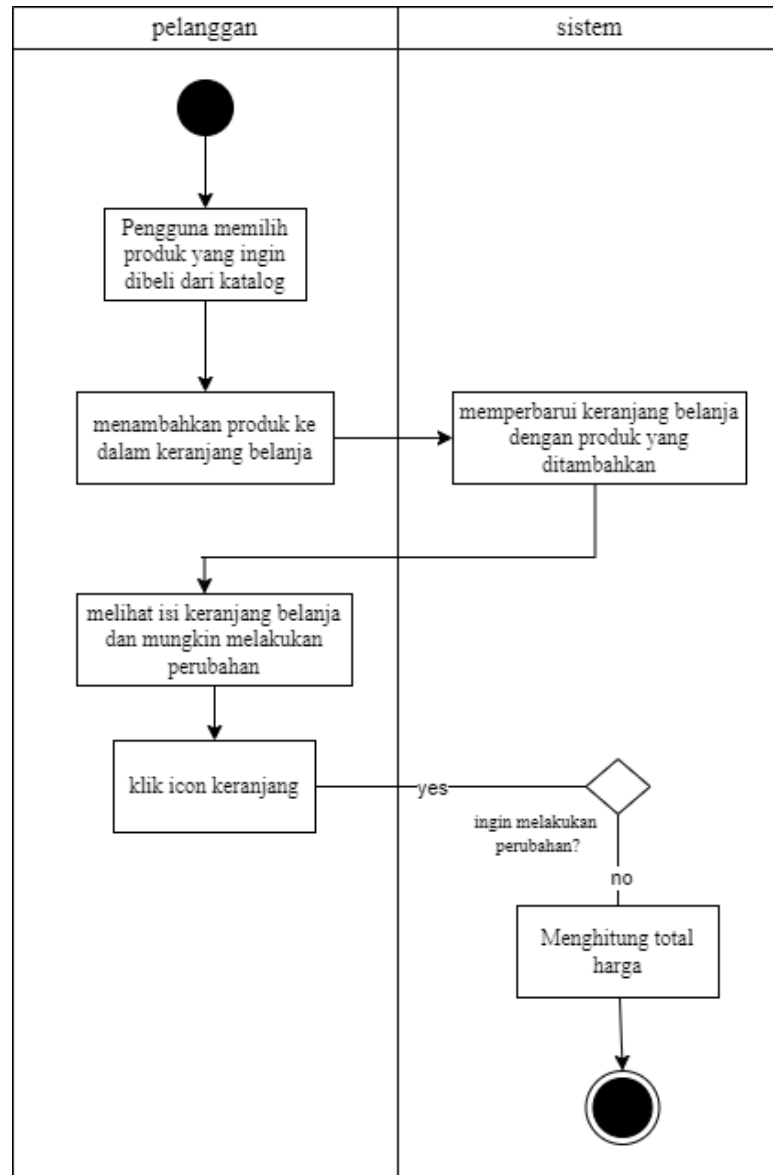 pelanggan
sistem
Pengguna memilih
produk yang ingin
dibeli dari katalog
menambahkan produk ke
dalam keranjang belanja
memperbarui keranjang belanja
dengan produk yang
ditambahkan
melihat isi keranjang belanja
dan mungkin melakukan
perubahan
klik icon keranjang
yes
ingin melakukan
perubahan?
no
Menghitung total
harga